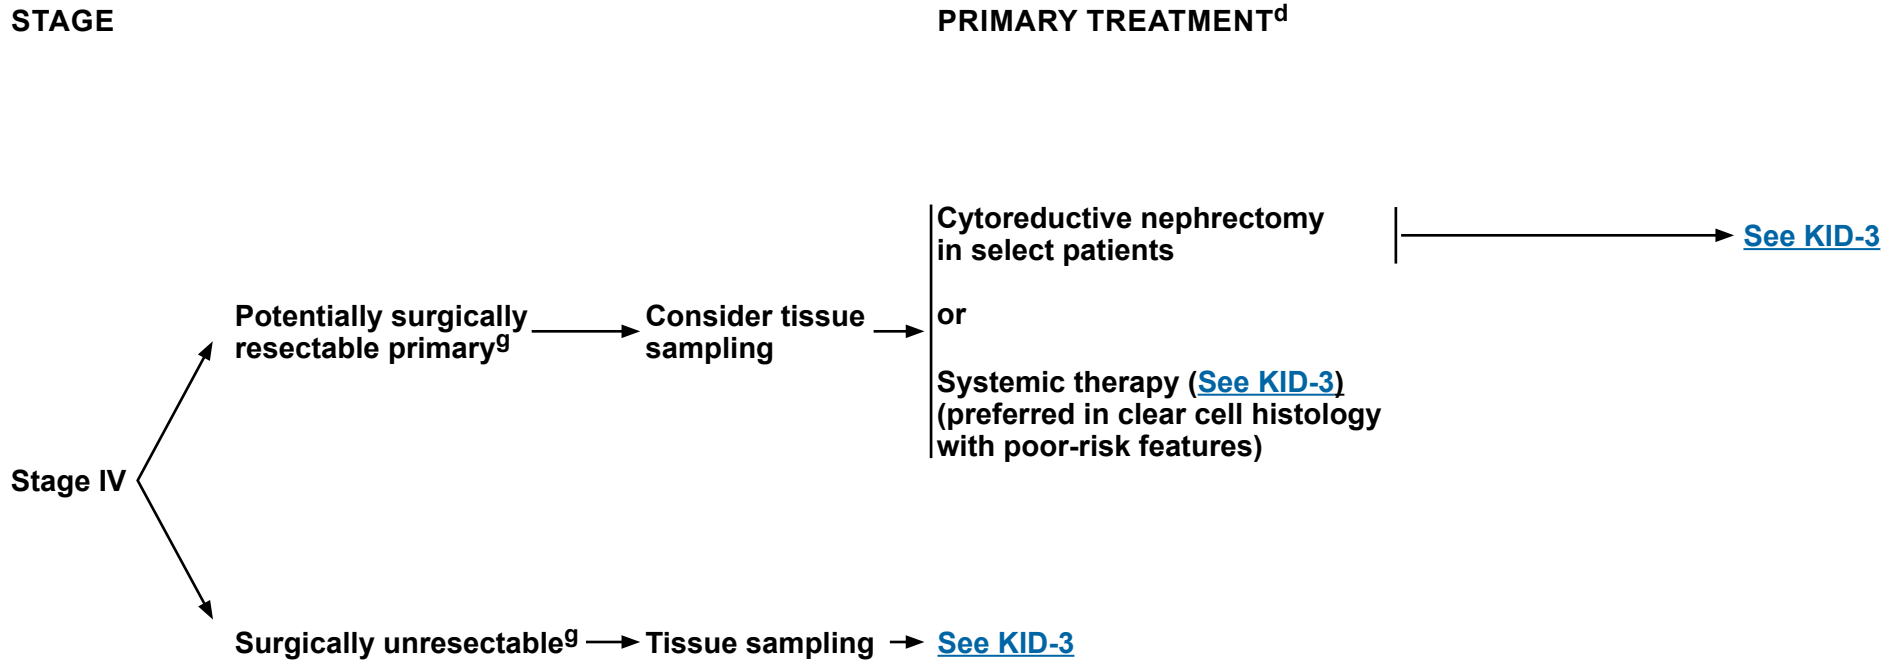 STAGE
PRIMARY TREATMENTd
Cytoreductive nephrectomy
in select patients
See KID-3
Potentially surgically
resectable primaryg
Consider tissue
sampling
or
Systemic therapy (See KID-3)
(preferred in clear cell histology
with poor-risk features)
Stage IV
Surgically unresectableg
Tissue sampling
See KID-3